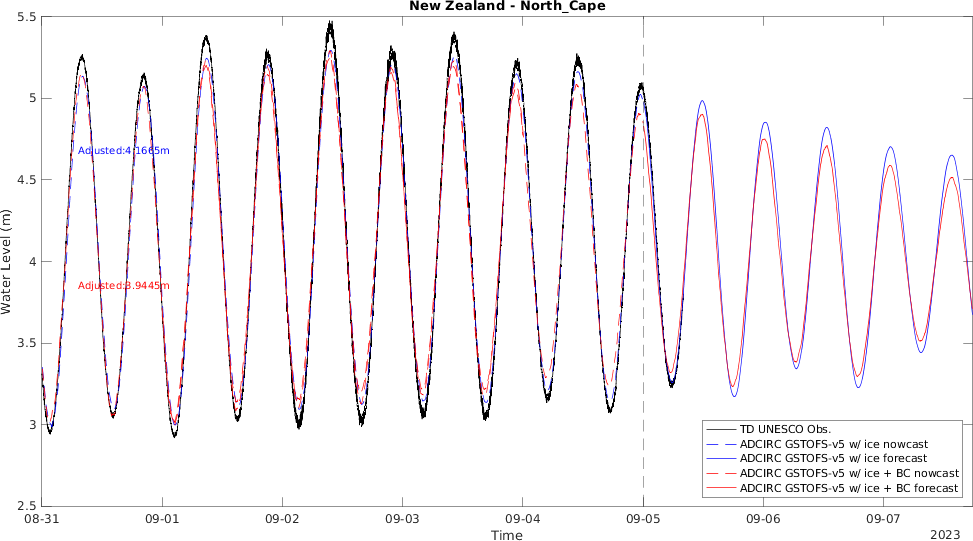 New Zealand - North_Cape
5.5
5
4.5
4
3.5
3
2.5
Water Level (m)
Adjusted:4.1665m
Adjusted:3.9445m
TD UNESCO Obs.
ADCIRC GSTOFS-v5 w/ ice nowcast
ADCIRC GSTOFS-v5 w/ ice forecast
ADCIRC GSTOFS-v5 w/ ice + BC nowcast
ADCIRC GSTOFS-v5 w/ ice + BC forecast
08-31 09-01 09-02 09-03 09-04 09-05 09-06 09-07
Time
2023